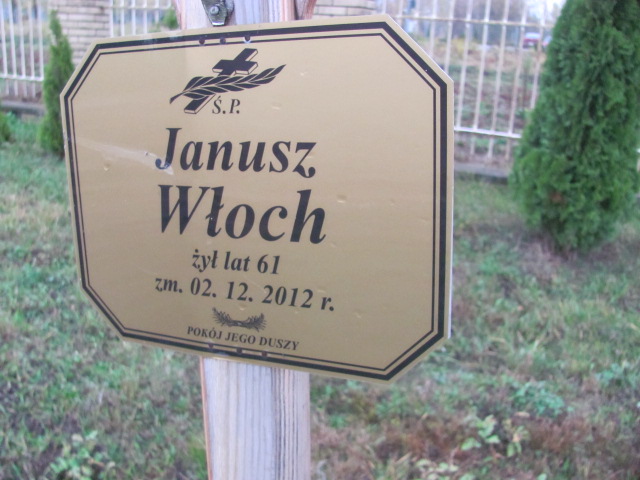 Ś.P.
Janusz
Włoch
żył lat 61
zm. 02. 12. 2012 r.
POKÓJ JEGO DUSZY